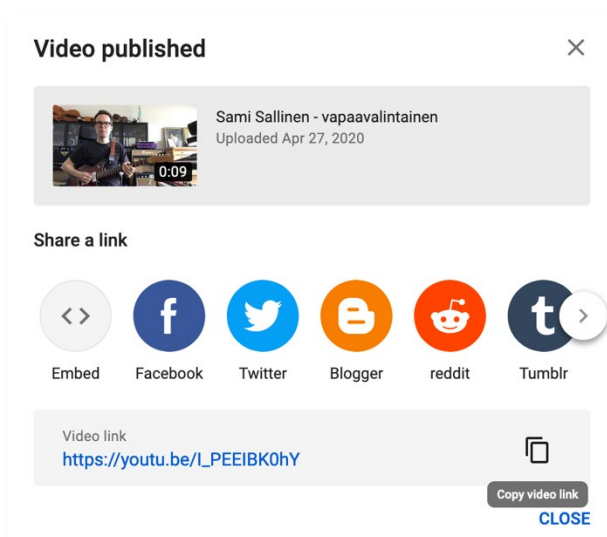 Video published
Sami Sallinen - vapaavalintainen
Uploaded Apr 27, 2020
0:09
Share a link
Embed
Facebook
Twitter
Blogger
reddit
Tumblr
Video link
https://youtu.be/I_PEEIBK0hY
Copy video link
CLOSE